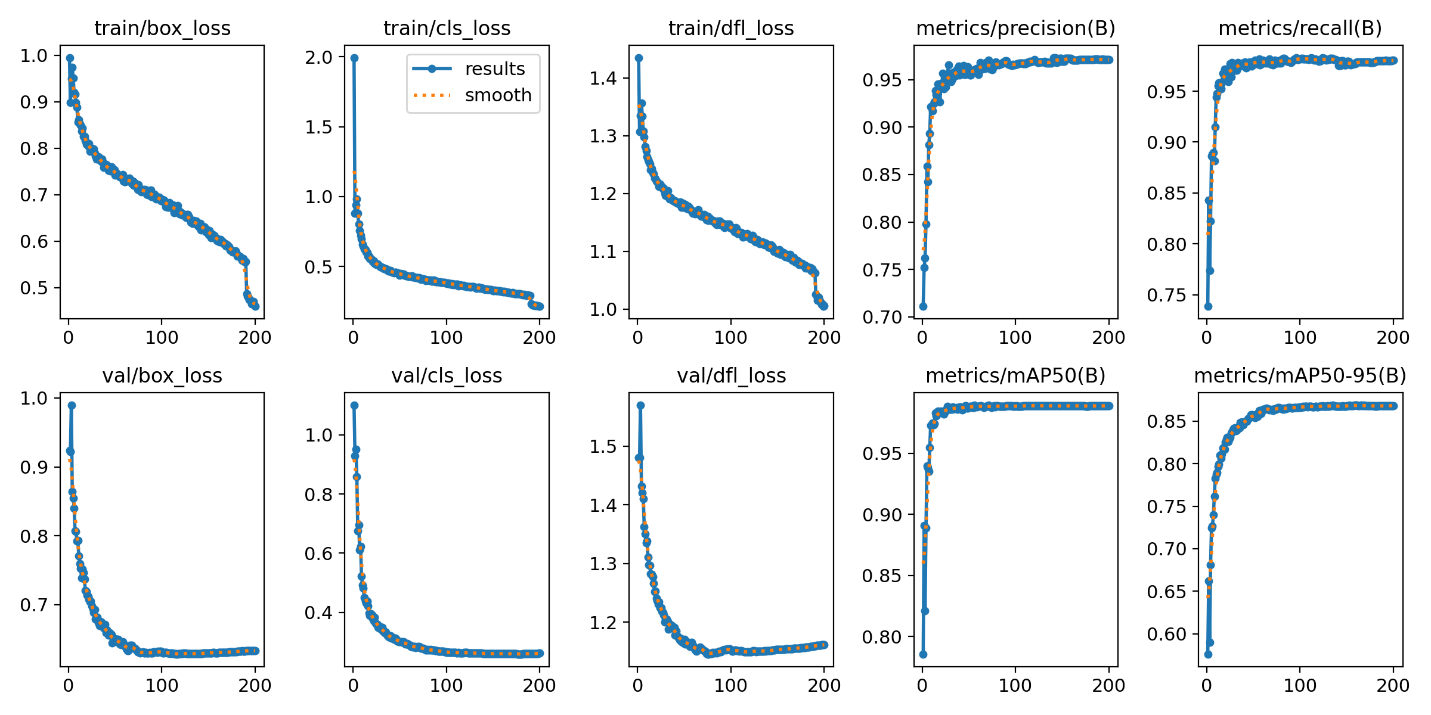 train/box_loss
train/cls_loss
train/dfl_loss
metrics/precision(B)
metrics/recall(B)
1.0
0.9
0.8
0.7
0.6
0.5
0 100 200
2.0
1.5
1.0
0.5
results
smooth
0 100 200
1.4
1.3
1.2
1.1
1.0
0 100 200
0.95
0.90
0.85
0.80
0.75
0.70
0 100 200
0.95
0.90
0.85
0.80
0.75
0 100 200
val/box_loss
val/cls_loss
val/dfl_loss
metrics/mAP50(B)
metrics/mAP50-95(B)
1.0
0.9
0.8
0.7
0 100 200
1.0
0.8
0.6
0.4
0 100 200
1.5
1.4
1.3
1.2
0 100 200
0.95
0.90
0.85
0.80
0 100 200
0.85
0.80
0.75
0.70
0.65
0.60
0 100 200